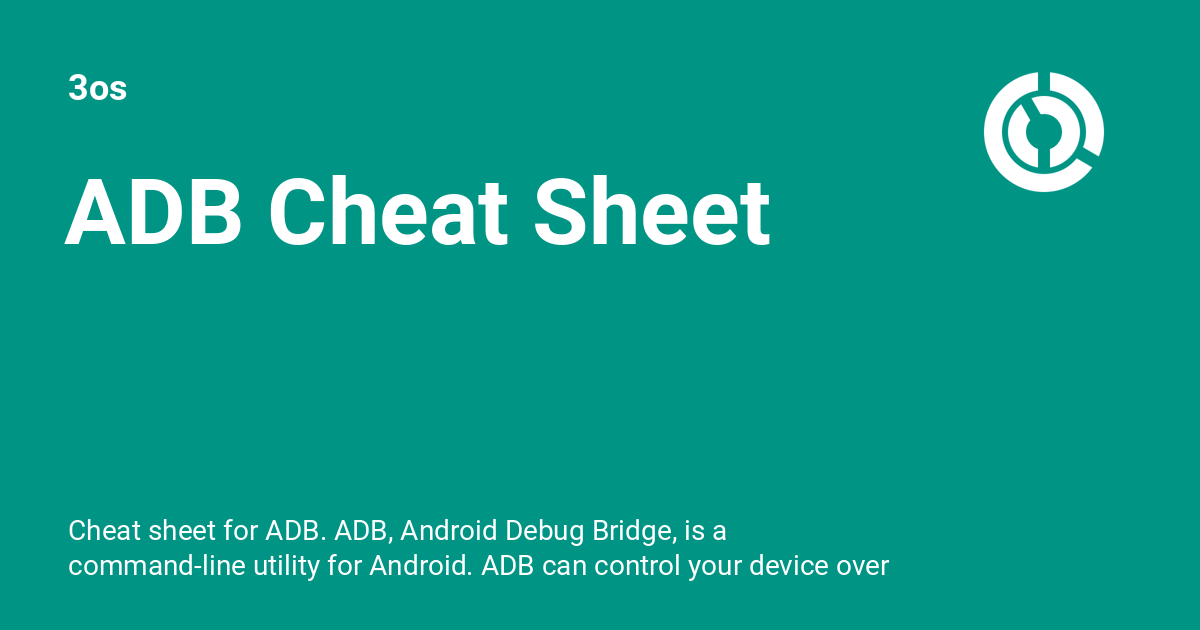 3os
ADB Cheat Sheet
Cheat sheet for ADB. ADB, Android Debug Bridge, is a
command-line utility for Android. ADB can control your device over